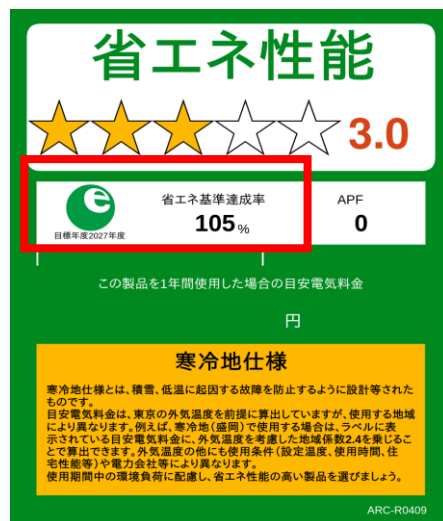 省エネ性能
3.0
省エネ基準達成率
APF
105%
0
目標年度2027年度
この製品を1年間使用した場合の目安電気料金
円
寒冷地仕様
寒冷地仕様とは、積雪、低温に起因する故障を防止するように設計等された
ものです。
目安電気料金は、東京の外気温度を前提に算出していますが、使用する地域
により異なります。例えば、寒冷地(盛岡)で使用する場合は、ラベルに表
示されている目安電気料金に、外気温度を考慮した地域係数2.4を乗じるこ
とで算出できます。外気温度の他にも使用条件(設定温度、使用時間、住
宅性能等)や電力会社等により異なります。
使用期間中の環境負荷に配慮し、省エネ性能の高い製品を選びましょう。
ARC-R0409